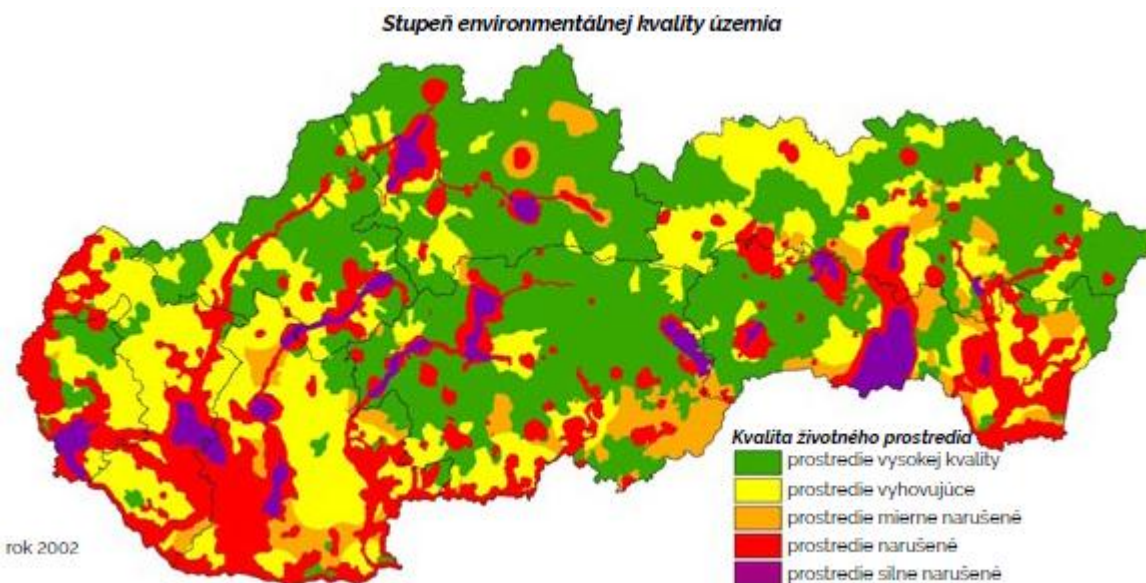 Stupeň environmentálnej kvality územia
Kvalita životného prostredia
prostredie vysokej kvality
prostredie vyhovujúce
prostredie mierne narušené
prostredie narušené
prostredie silne narušené
rok 2002